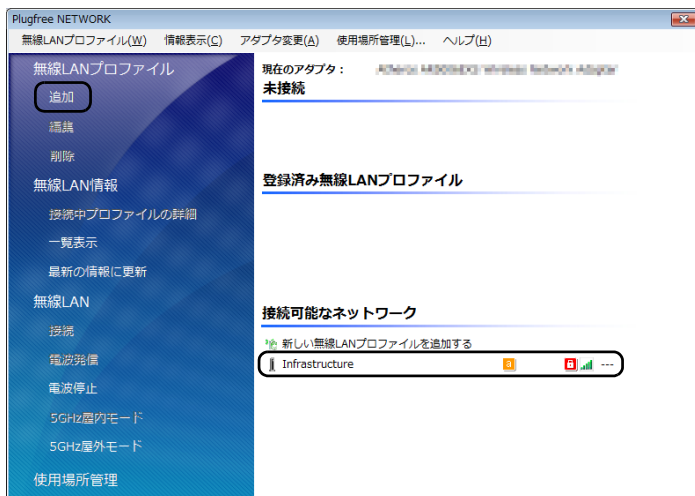 Plugfree NETWORK
無線LANプロファイル(W) 情報表示(C) アダプタ変更(A) 使用場所管理(L)... ヘルプ(H)
無線LANプロファイル
追加
編集
削除
無線LAN情報
接続中プロファイルの詳細
一覧表示
最新の情報に更新
無線LAN
接続
電波発信
電波停止
5GHz屋内モード
5GHz屋外モード
使用場所管理
現在のアダプタ：
未接続
登録済み無線LANプロファイル
接続可能なネットワーク
新しい無線LANプロファイルを追加する
Infrastructure a ---